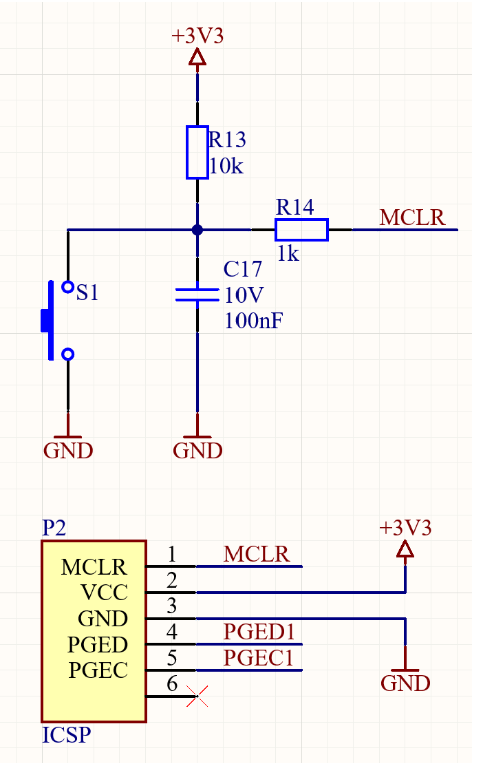 +3V3
R13
10k
R14
MCLR
1k
C17
S1
10V
100nF
GND
GND
P2
+3V3
MCLR 1 MCLR
VCC 2
GND 3
PGED 4 PGED1
PGEC 5 PGEC1
6
GND
ICSP